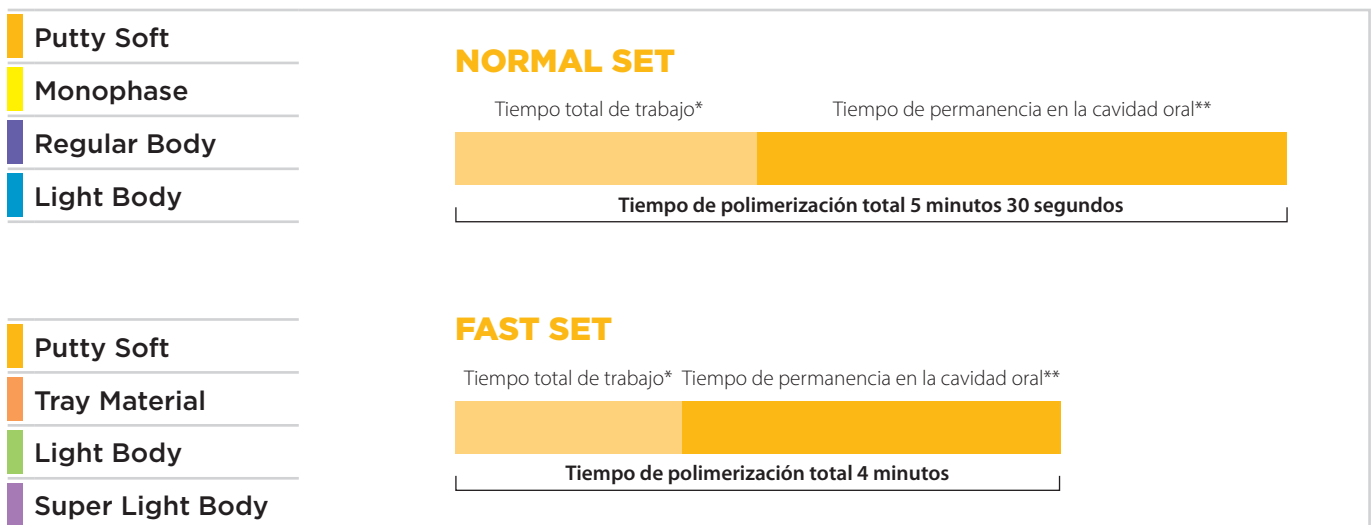 Putty Soft
Monophase
Regular Body
Light Body
NORMAL SET
Tiempo total de trabajo*
Tiempo de permanencia en la cavidad oral**
Tiempo de polimerización total 5 minutos 30 segundos
Putty Soft
Tray Material
Light Body
Super Light Body
FAST SET
Tiempo total de trabajo*
Tiempo de permanencia en la cavidad oral**
Tiempo de polimerización total 4 minutos